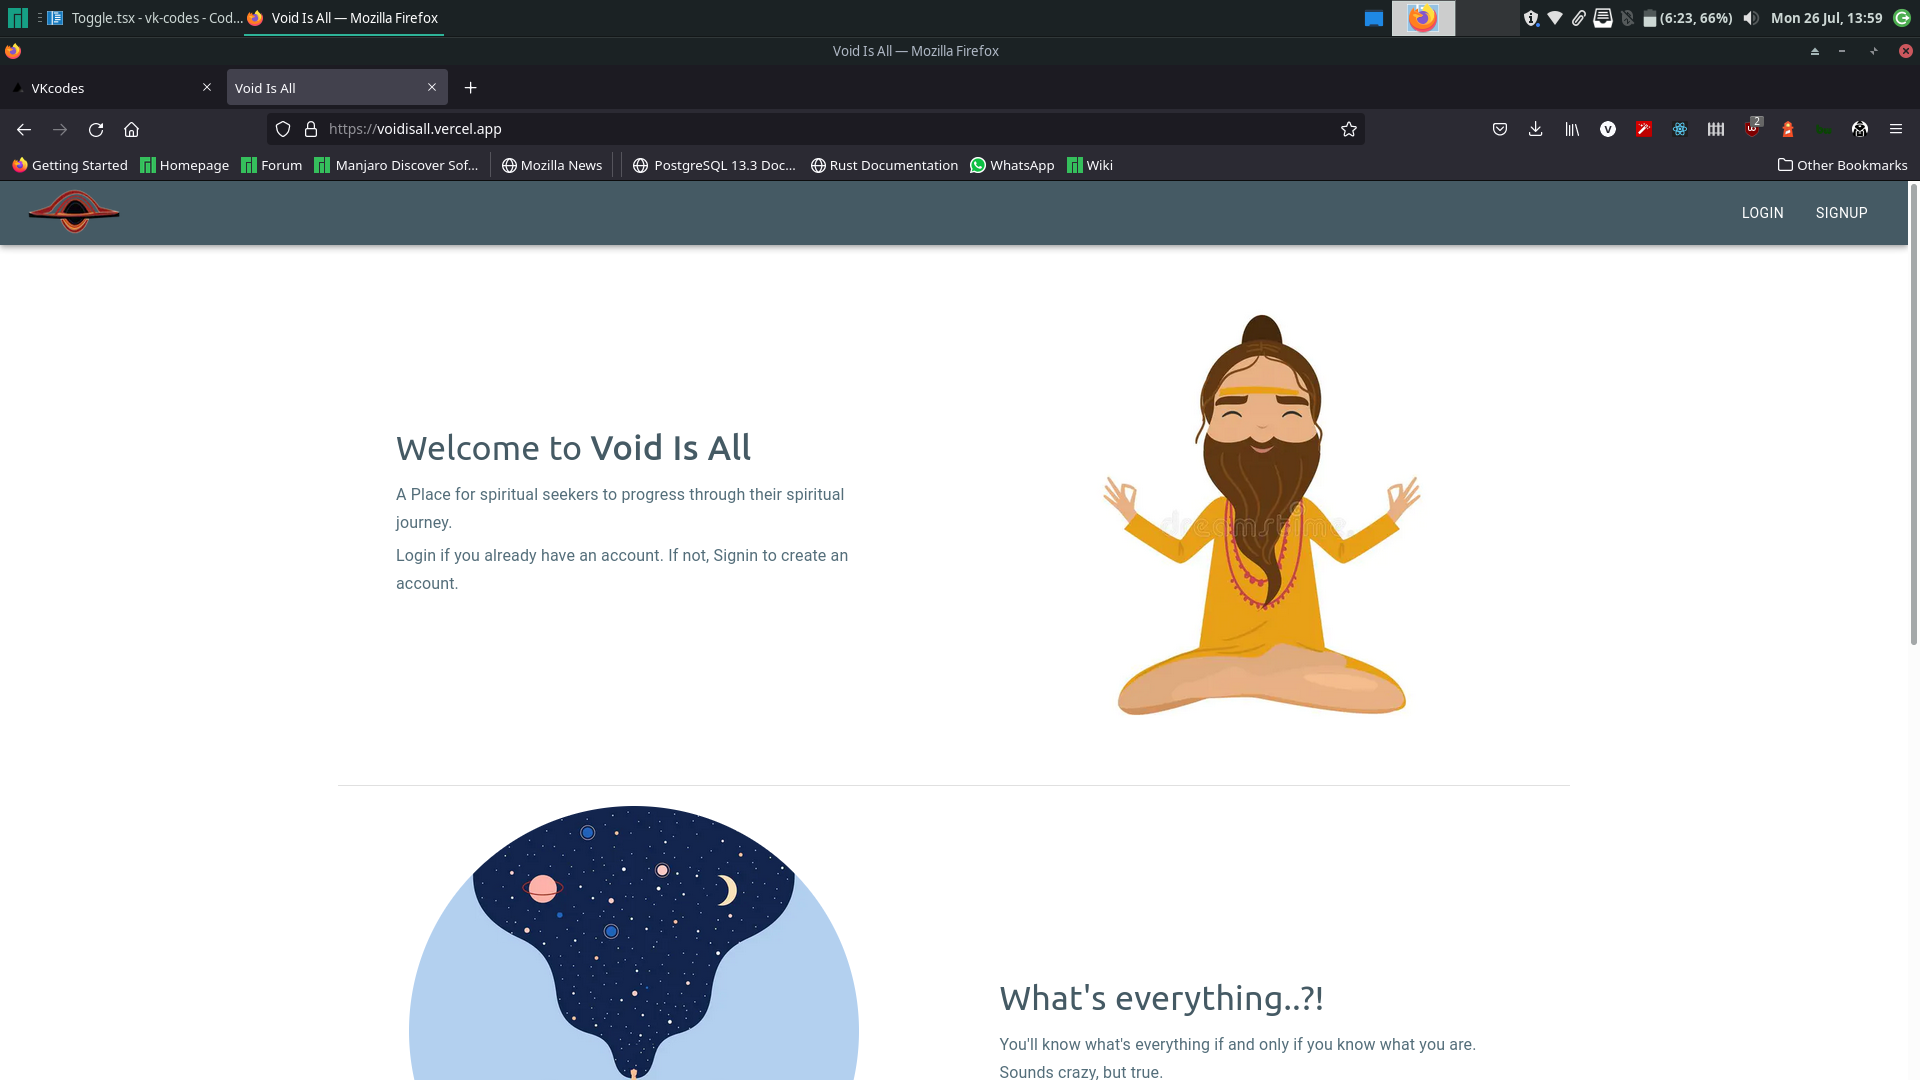 Toggle.tsx - vk-codes - Cod...
Void Is All — Mozilla Firefox
(6:23, 66%)
Mon 26 Jul, 13:59
Void Is All — Mozilla Firefox
VKcodes
Void Is All
https://voidisall.vercel.app
2
Getting Started
Homepage
Forum
Manjaro Discover Sof...
Mozilla News
PostgreSQL 13.3 Doc...
Rust Documentation
WhatsApp
Wiki
Other Bookmarks
LOGIN
SIGNUP
Welcome to Void Is All
A Place for spiritual seekers to progress through their spiritual
journey.
Login if you already have an account. If not, Signin to create an
account.
dreamstime.
What's everything..?!
You'll know what's everything if and only if you know what you are.
Sounds crazy, but true.